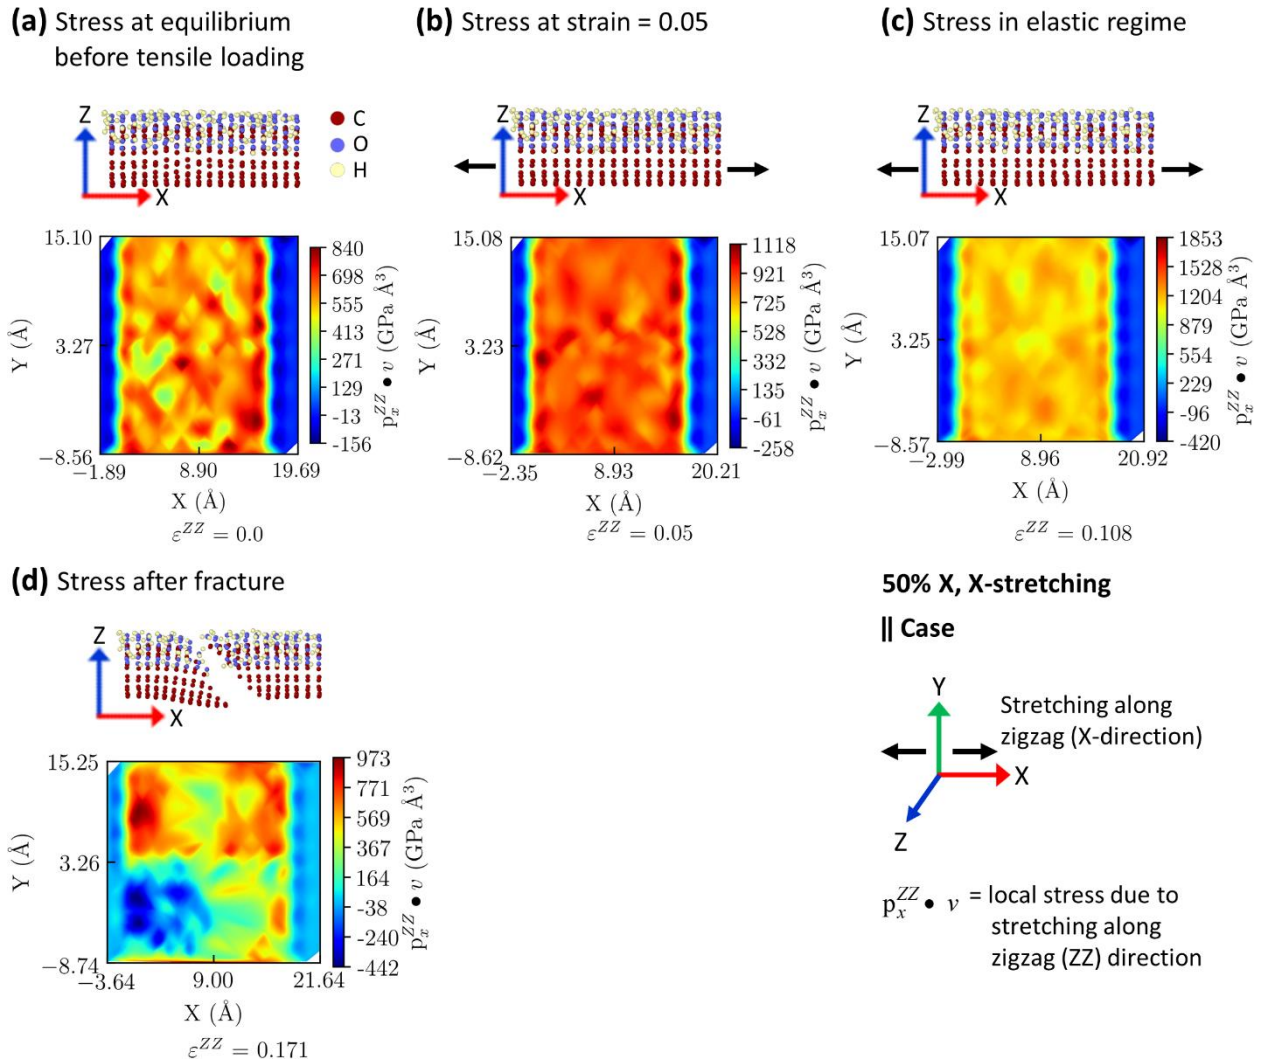 (a) Stress at equilibrium
before tensile loading
Z
X
C
O
H
15.10
3.27
−8.56
Y (Å)
−1.89
8.90
19.69
X (Å)
840
698
555
413
271
129
−13
−156
p_x^{ZZ} • v (GPa Å³)
ε^{ZZ} = 0.0
(b) Stress at strain = 0.05
Z
X
15.08
3.23
−8.62
Y (Å)
−2.35
8.93
20.21
X (Å)
1118
921
725
528
332
135
−61
−258
p_x^{ZZ} • v (GPa Å³)
ε^{ZZ} = 0.05
(c) Stress in elastic regime
Z
X
15.07
3.25
−8.57
Y (Å)
−2.99
8.96
20.92
X (Å)
1853
1528
1204
879
554
229
−96
−420
p_x^{ZZ} • v (GPa Å³)
ε^{ZZ} = 0.108
(d) Stress after fracture
Z
X
15.25
3.26
−8.74
Y (Å)
−3.64
9.00
21.64
X (Å)
973
771
569
367
164
−38
−240
−442
p_x^{ZZ} • v (GPa Å³)
ε^{ZZ} = 0.171
50% X, X-stretching
|| Case
Y
X
Z
Stretching along
zigzag (X-direction)
p_x^{ZZ} • v = local stress due to
stretching along
zigzag (ZZ) direction